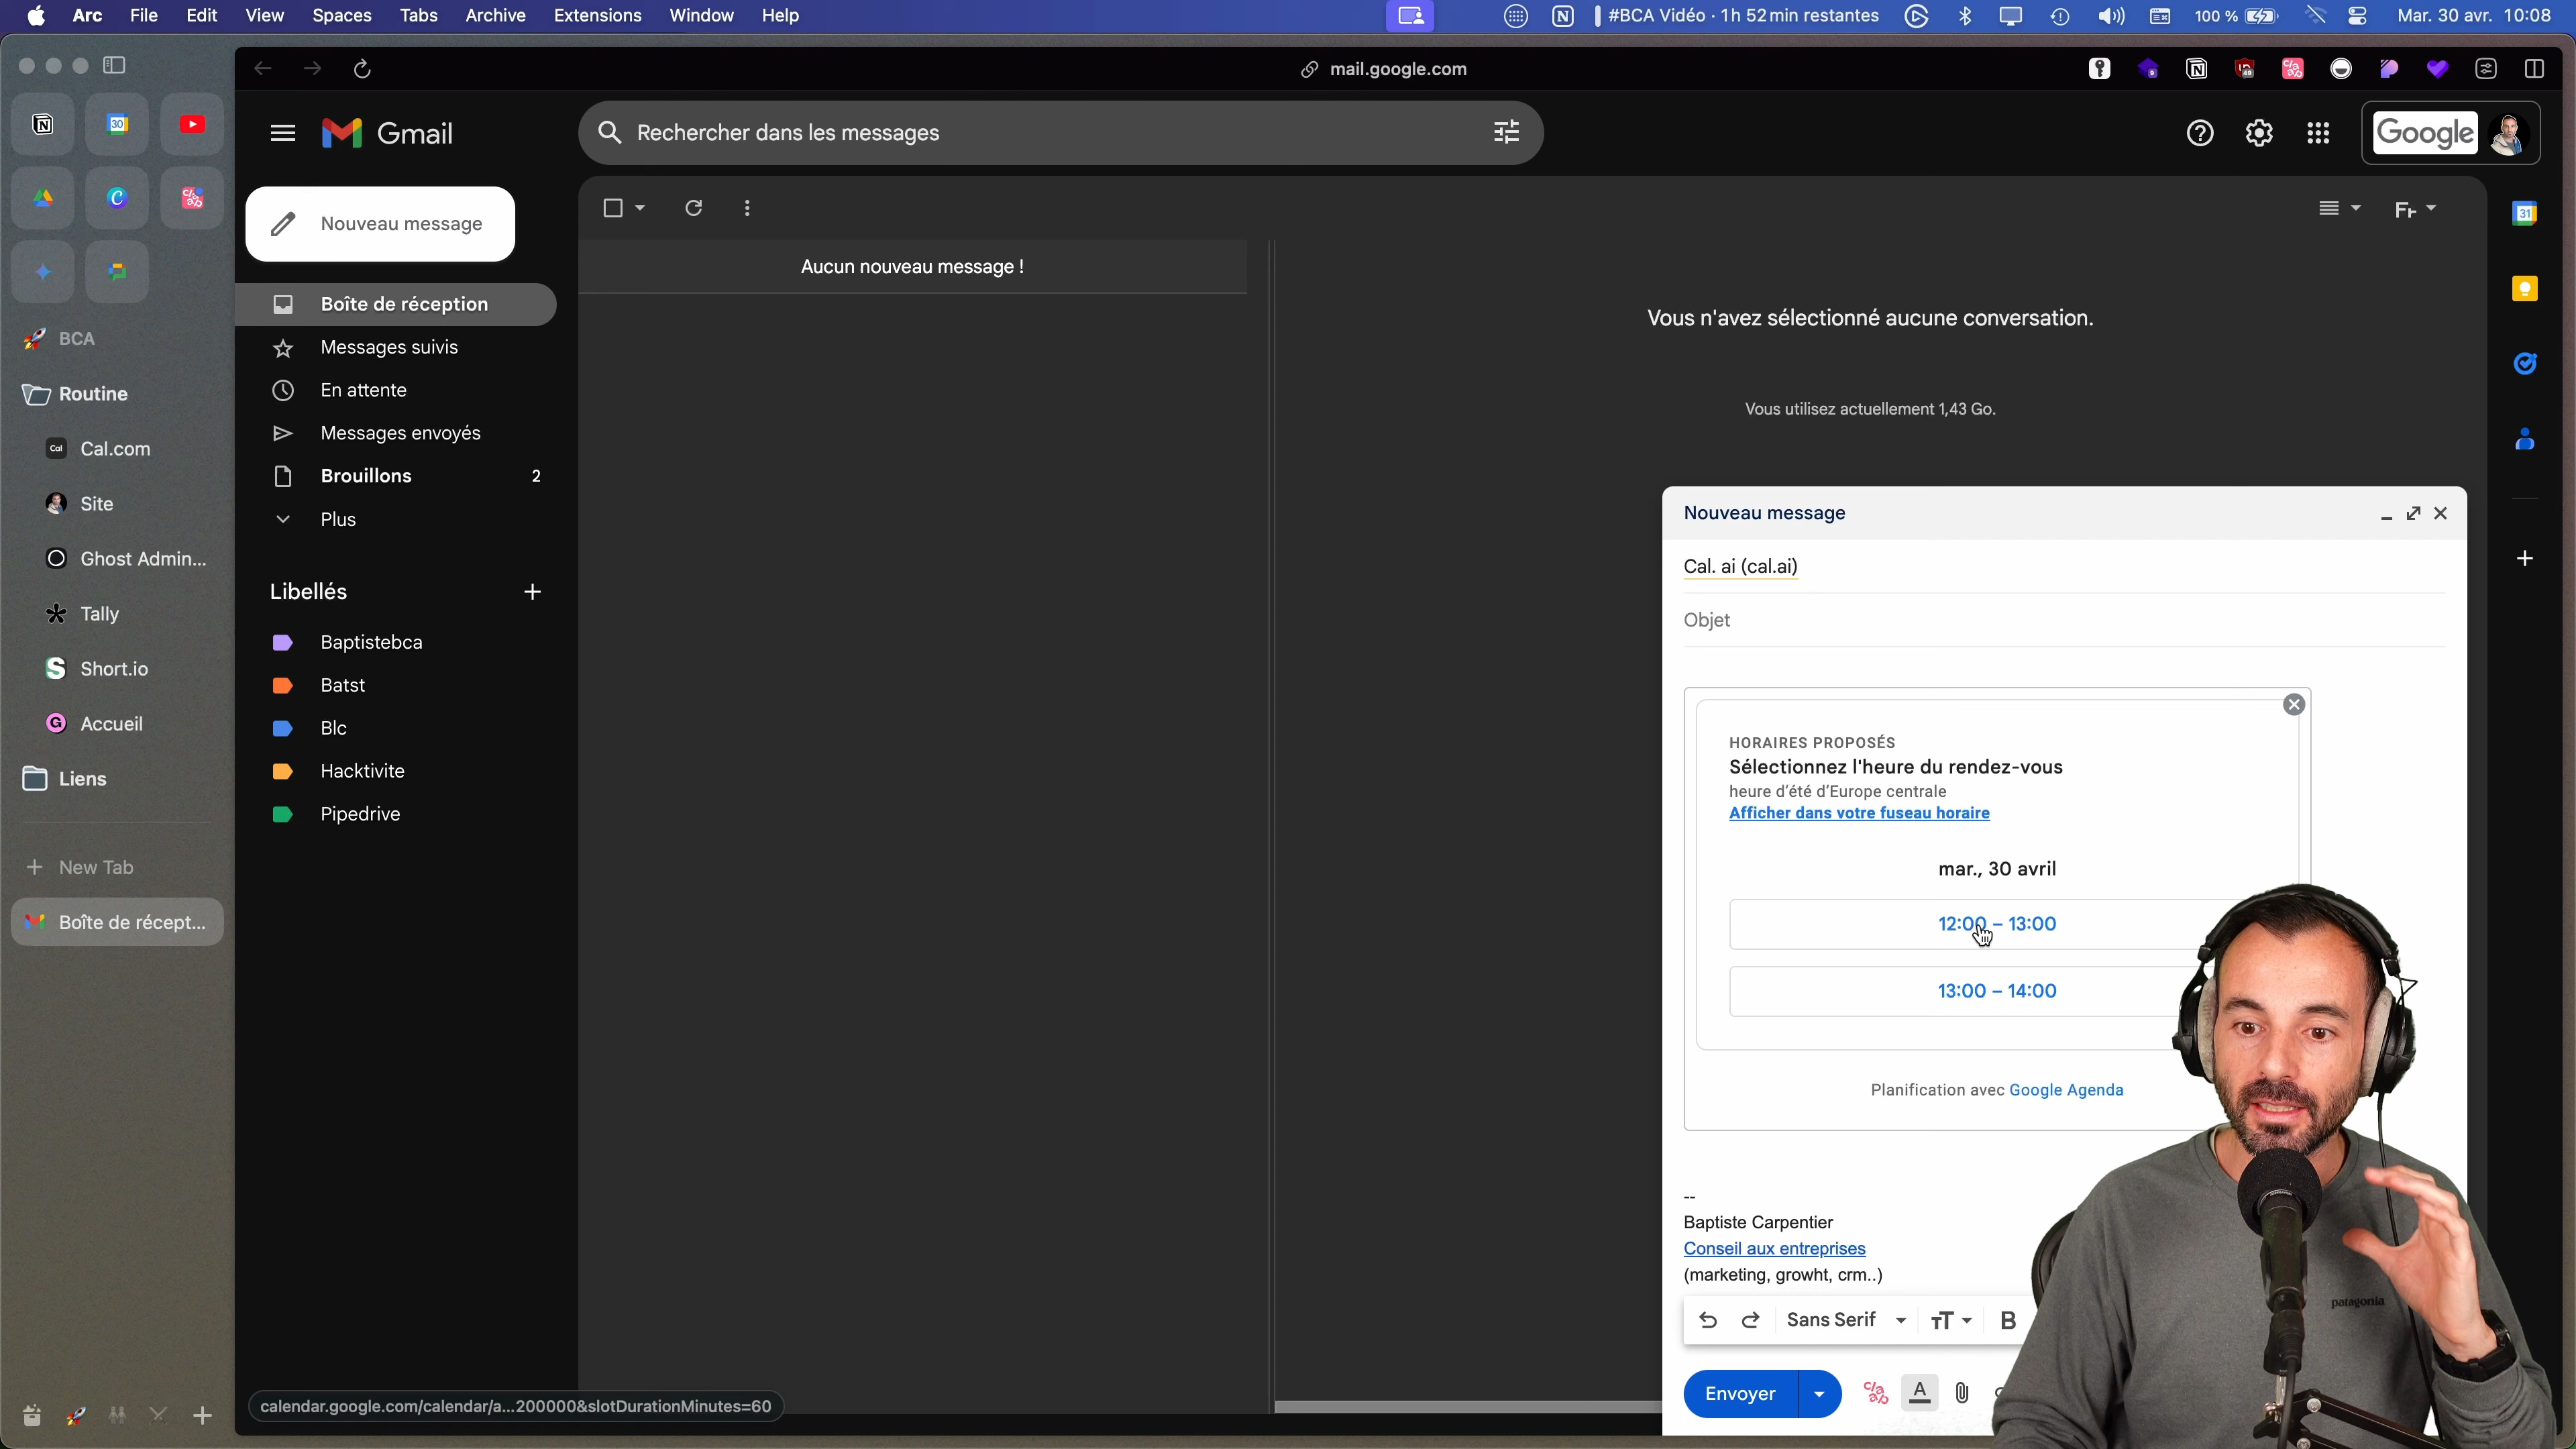 Arc File Edit View Spaces Tabs Archive Extensions Window Help
#BCA Vidéo · 1 h 52 min restantes
100 %
Mar. 30 avr. 10:08
mail.google.com
30
BCA
Routine
Cal
Cal.com
Site
Ghost Admin...
Tally
Short.io
Accueil
Liens
New Tab
Boîte de récept...
Gmail
Rechercher dans les messages
Google
Nouveau message
Boîte de réception
Messages suivis
En attente
Messages envoyés
Brouillons 2
Plus
Libellés
Baptistebca
Batst
Blc
Hacktivite
Pipedrive
Aucun nouveau message !
Fr
31
Vous n'avez sélectionné aucune conversation.
Vous utilisez actuellement 1,43 Go.
Nouveau message
Cal. ai (cal.ai)
Objet
HORAIRES PROPOSÉS
Sélectionnez l'heure du rendez-vous
heure d’été d’Europe centrale
Afficher dans votre fuseau horaire
mar., 30 avril
12:00 – 13:00
13:00 – 14:00
Planification avec Google Agenda
--
Baptiste Carpentier
Conseil aux entreprises
(marketing, growht, crm..)
Sans Serif
B
Envoyer
patagonia
calendar.google.com/calendar/a...200000&slotDurationMinutes=60